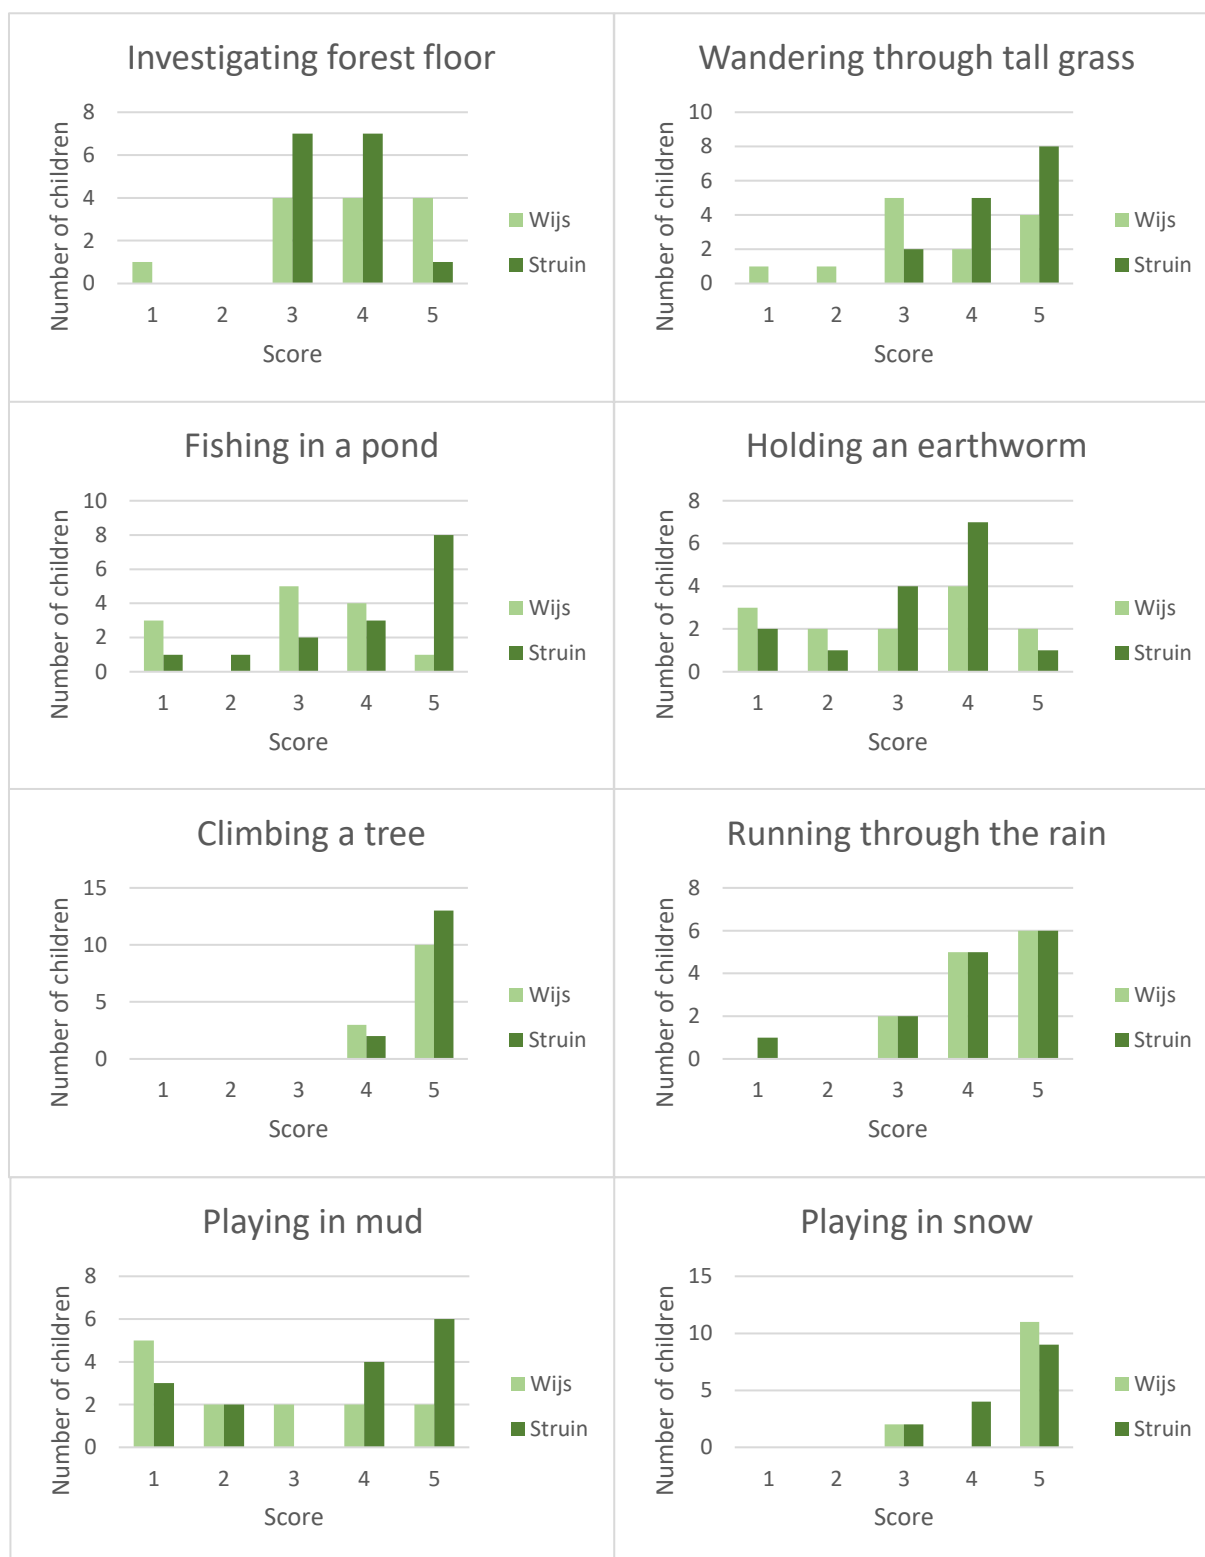 Investigating forest floor
Number of children
8
6
4
2
0
1 2 3 4 5
Score
Wijs
Struin
Wandering through tall grass
Number of children
10
8
6
4
2
0
1 2 3 4 5
Score
Wijs
Struin
Fishing in a pond
Number of children
10
8
6
4
2
0
1 2 3 4 5
Score
Wijs
Struin
Holding an earthworm
Number of children
8
6
4
2
0
1 2 3 4 5
Score
Wijs
Struin
Climbing a tree
Number of children
15
10
5
0
1 2 3 4 5
Score
Wijs
Struin
Running through the rain
Number of children
8
6
4
2
0
1 2 3 4 5
Score
Wijs
Struin
Playing in mud
Number of children
8
6
4
2
0
1 2 3 4 5
Score
Wijs
Struin
Playing in snow
Number of children
15
10
5
0
1 2 3 4 5
Score
Wijs
Struin